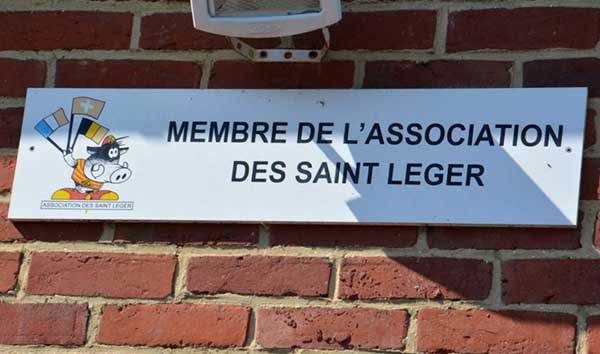 MEMBRE DE L'ASSOCIATION
DES SAINT LEGER
ASSOCIATION DES SAINT LEGER